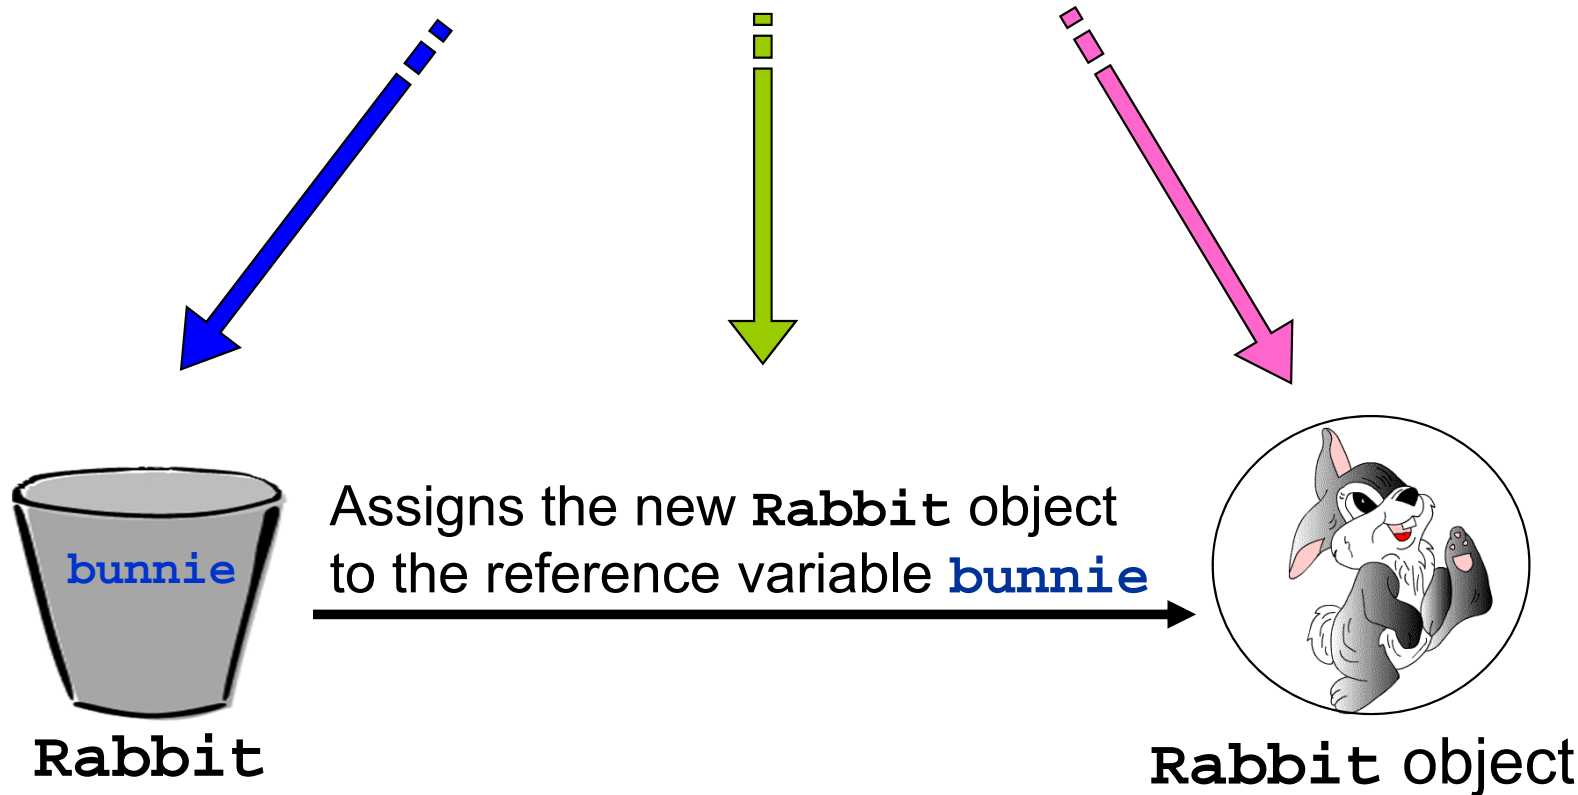 Assigns the new Rabbit object
to the reference variable bunnie
bunnie
Rabbit
Rabbit object